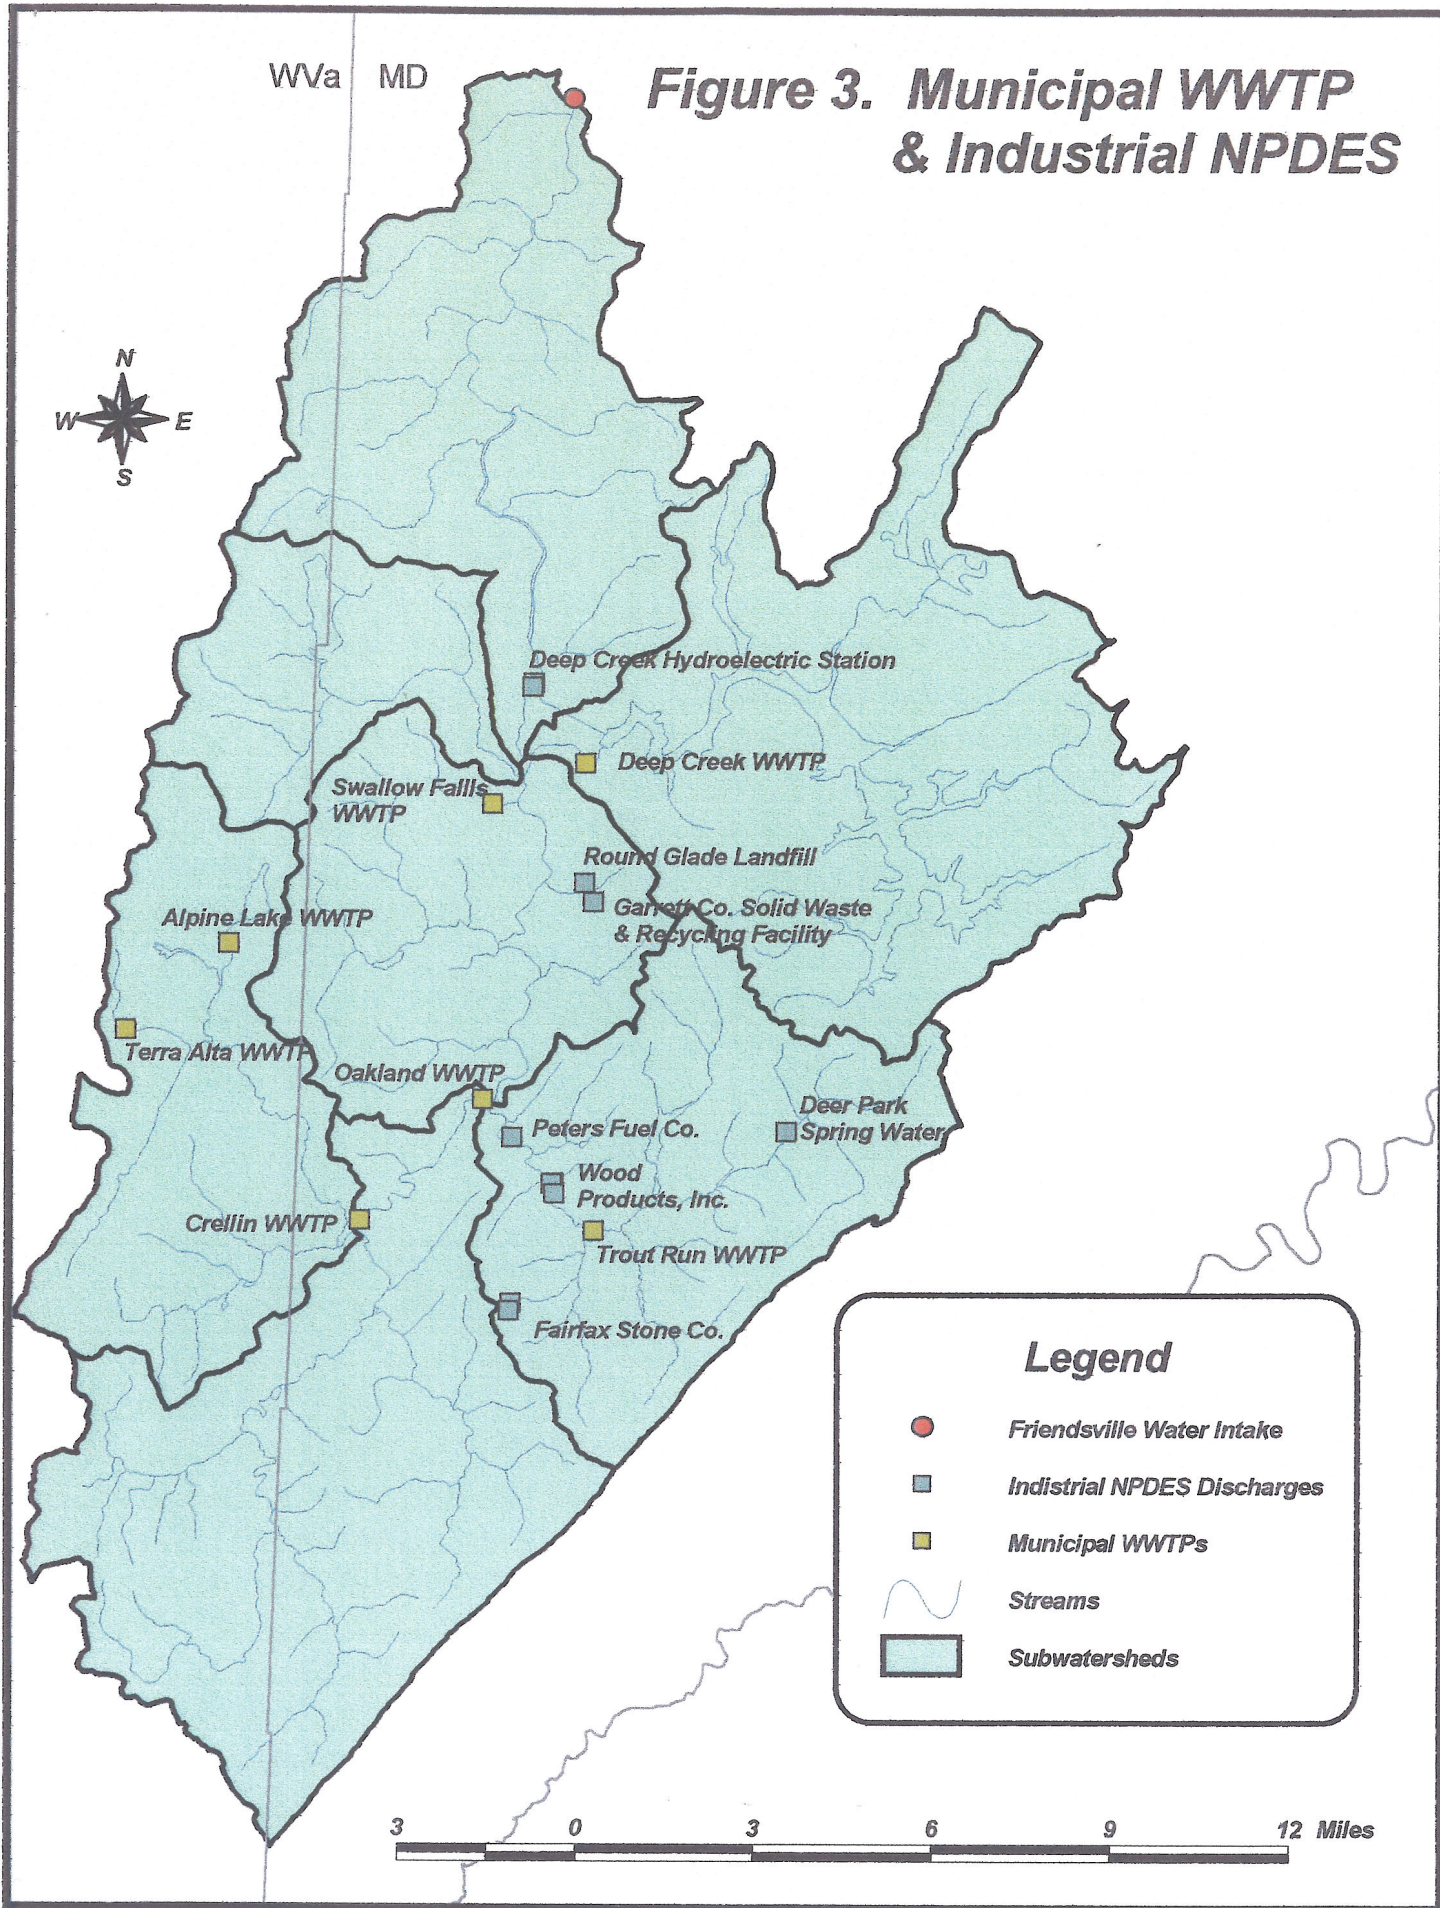 WVa MD
Figure 3. Municipal WWTP
& Industrial NPDES
N
W E
S
Deep Creek Hydroelectric Station
Deep Creek WWTP
Swallow Fallls
WWTP
Round Glade Landfill
Garrett Co. Solid Waste
& Recycling Facility
Alpine Lake WWTP
Terra Alta WWTP
Oakland WWTP
Peters Fuel Co.
Deer Park
Spring Water
Wood
Products, Inc.
Crellin WWTP
Trout Run WWTP
Fairfax Stone Co.
Legend
Friendsville Water Intake
Indistrial NPDES Discharges
Municipal WWTPs
Streams
Subwatersheds
3 0 3 6 9 12 Miles